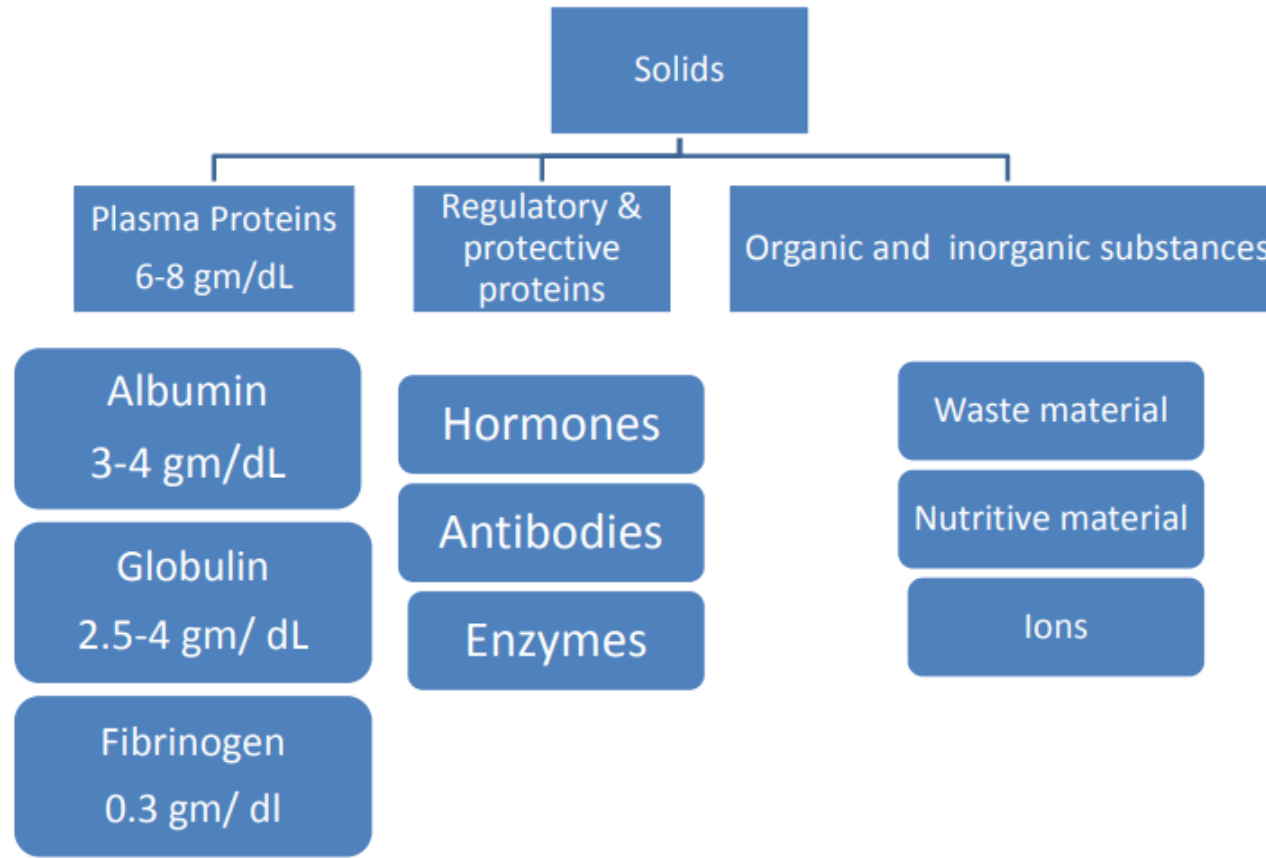 Solids
Plasma Proteins
6-8 gm/dL
Regulatory &
protective
proteins
Organic and  inorganic substances
Albumin
3-4 gm/dL
Globulin
2.5-4 gm/ dL
Fibrinogen
0.3 gm/ dl
Hormones
Antibodies
Enzymes
Waste material
Nutritive material
Ions